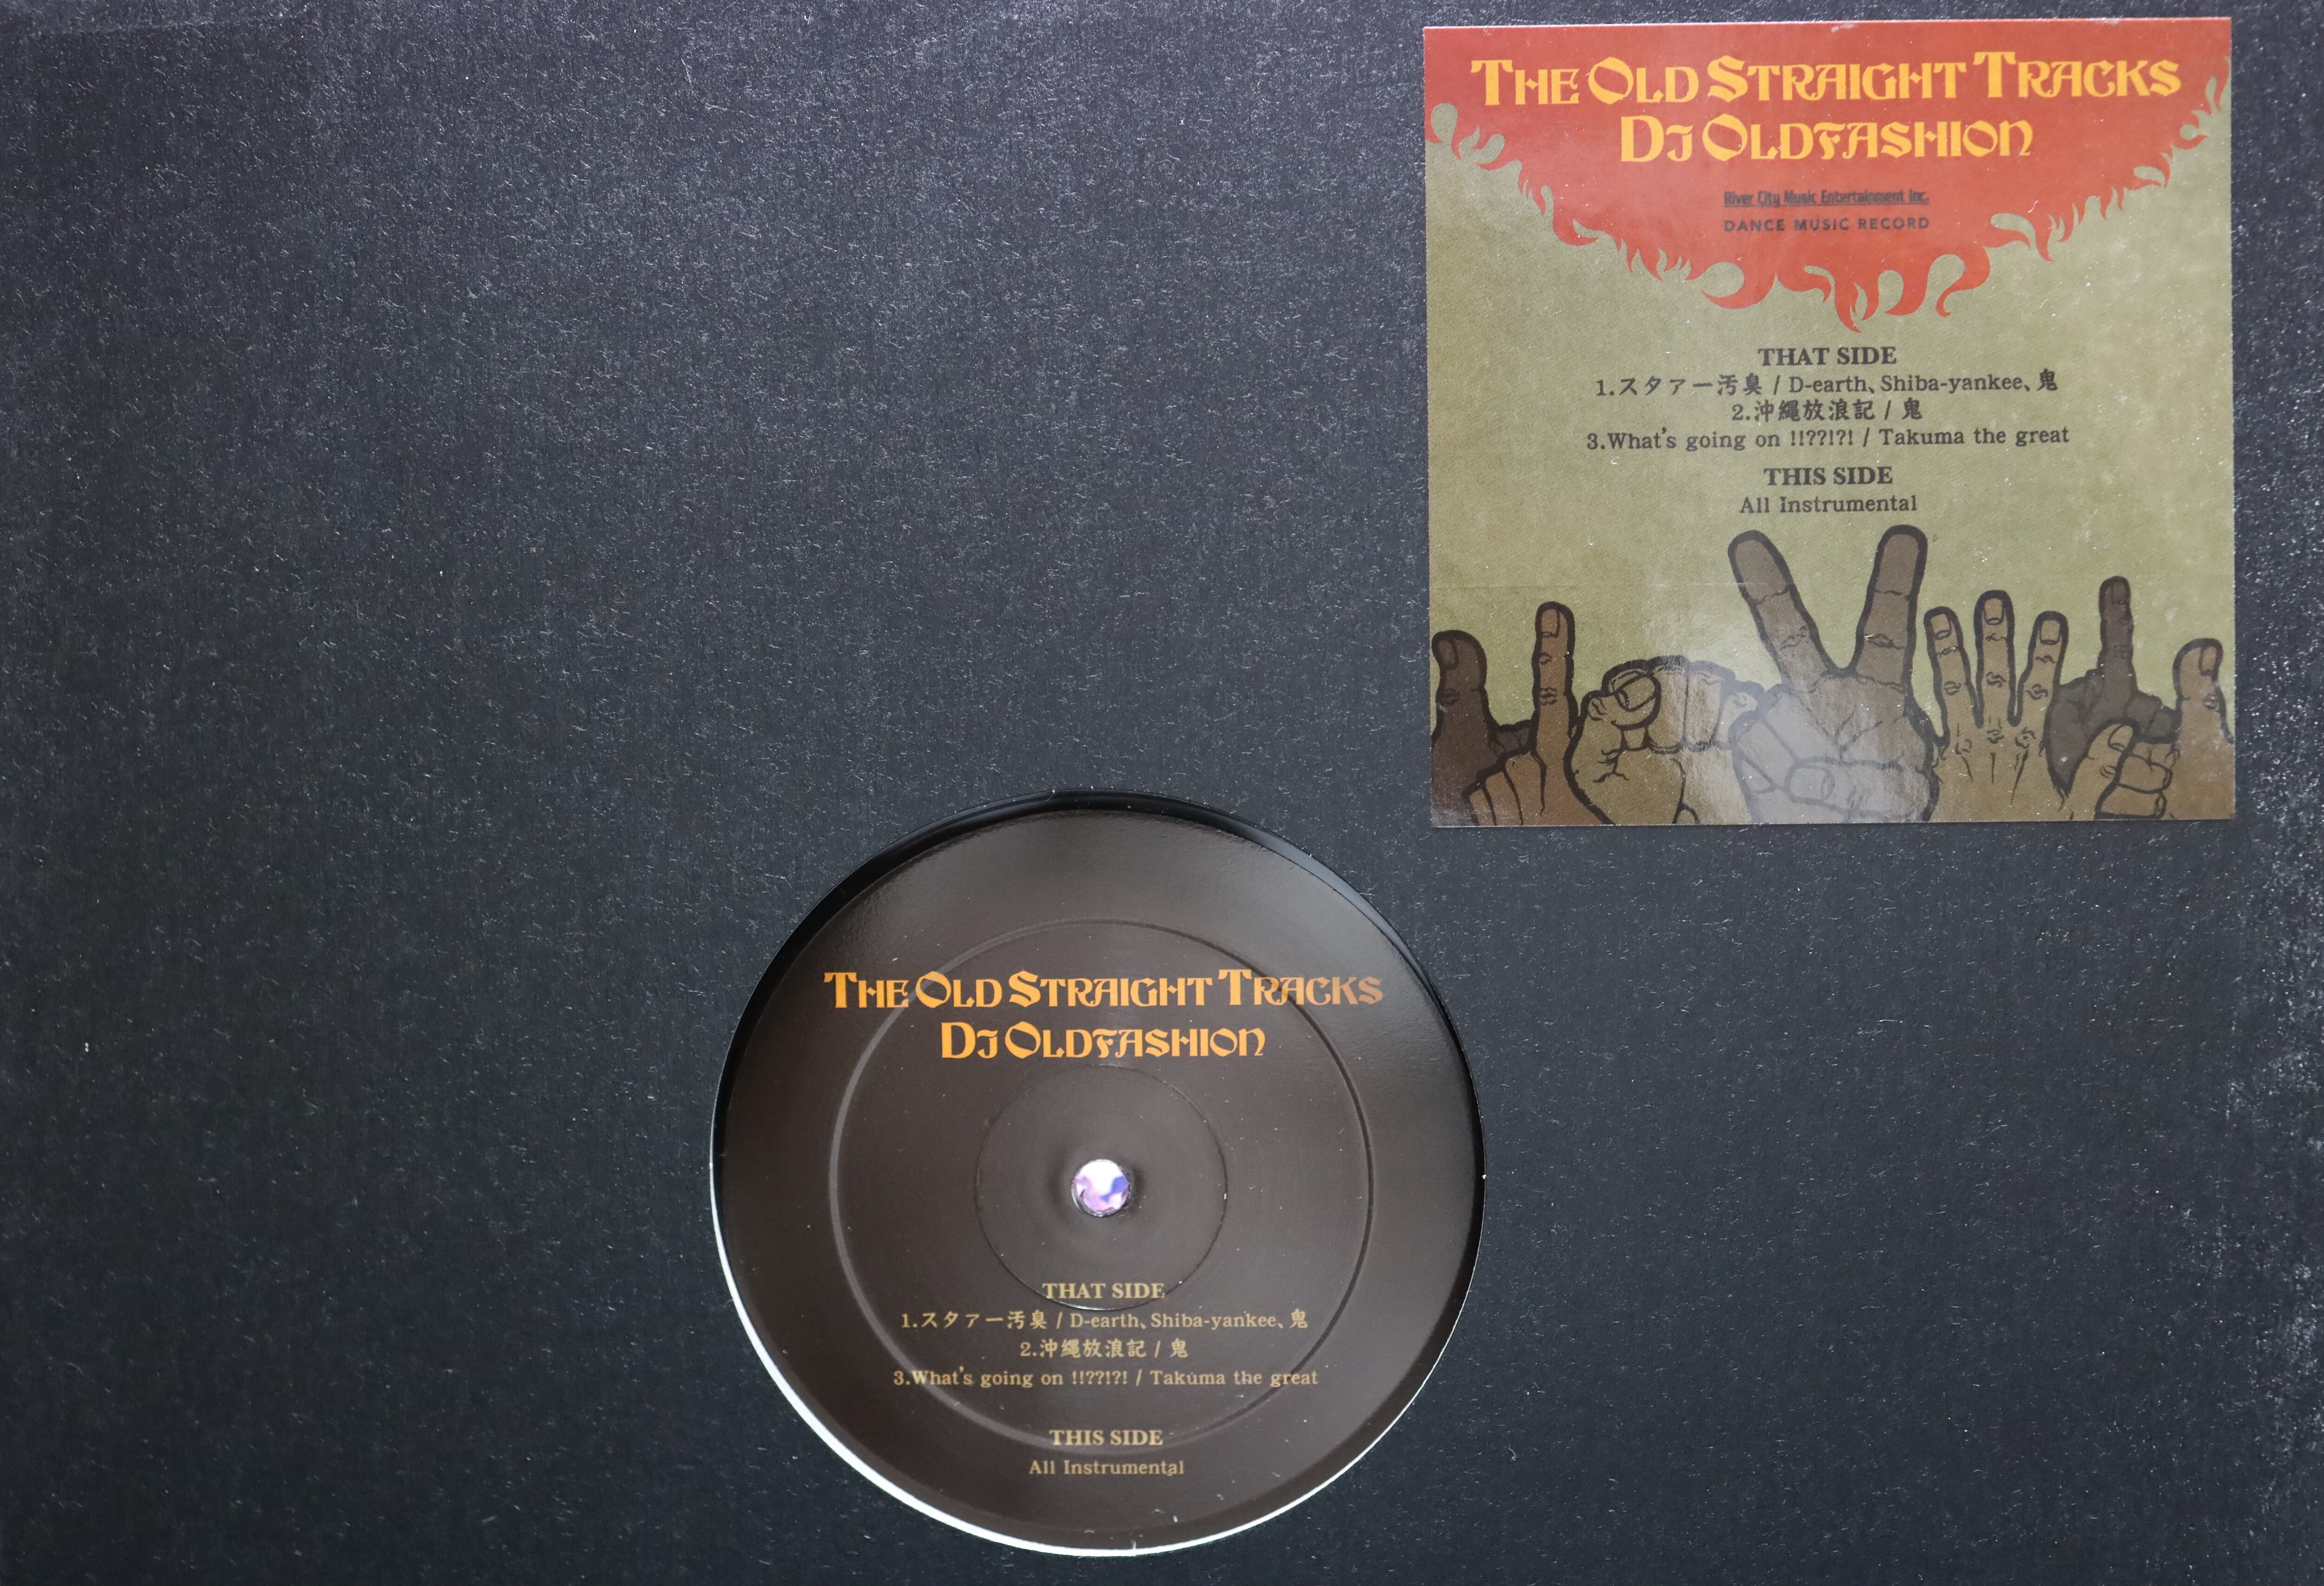 THE OLD STRAIGHT TRACKS
DJ OLDFASHION
River City Music Entertainment Inc.
DANCE MUSIC RECORD
THAT SIDE
1.スタァー汚臭 / D-earth、Shiba-yankee、鬼
2.沖縄放浪記 / 鬼
3.What's going on !!??!?! / Takuma the great
THIS SIDE
All Instrumental
THE OLD STRAIGHT TRACKS
DJ OLDFASHION
THAT SIDE
1.スタァー汚臭 / D-earth、Shiba-yankee、鬼
2.沖縄放浪記 / 鬼
3.What's going on !!??!?! / Takuma the great
THIS SIDE
All Instrumental